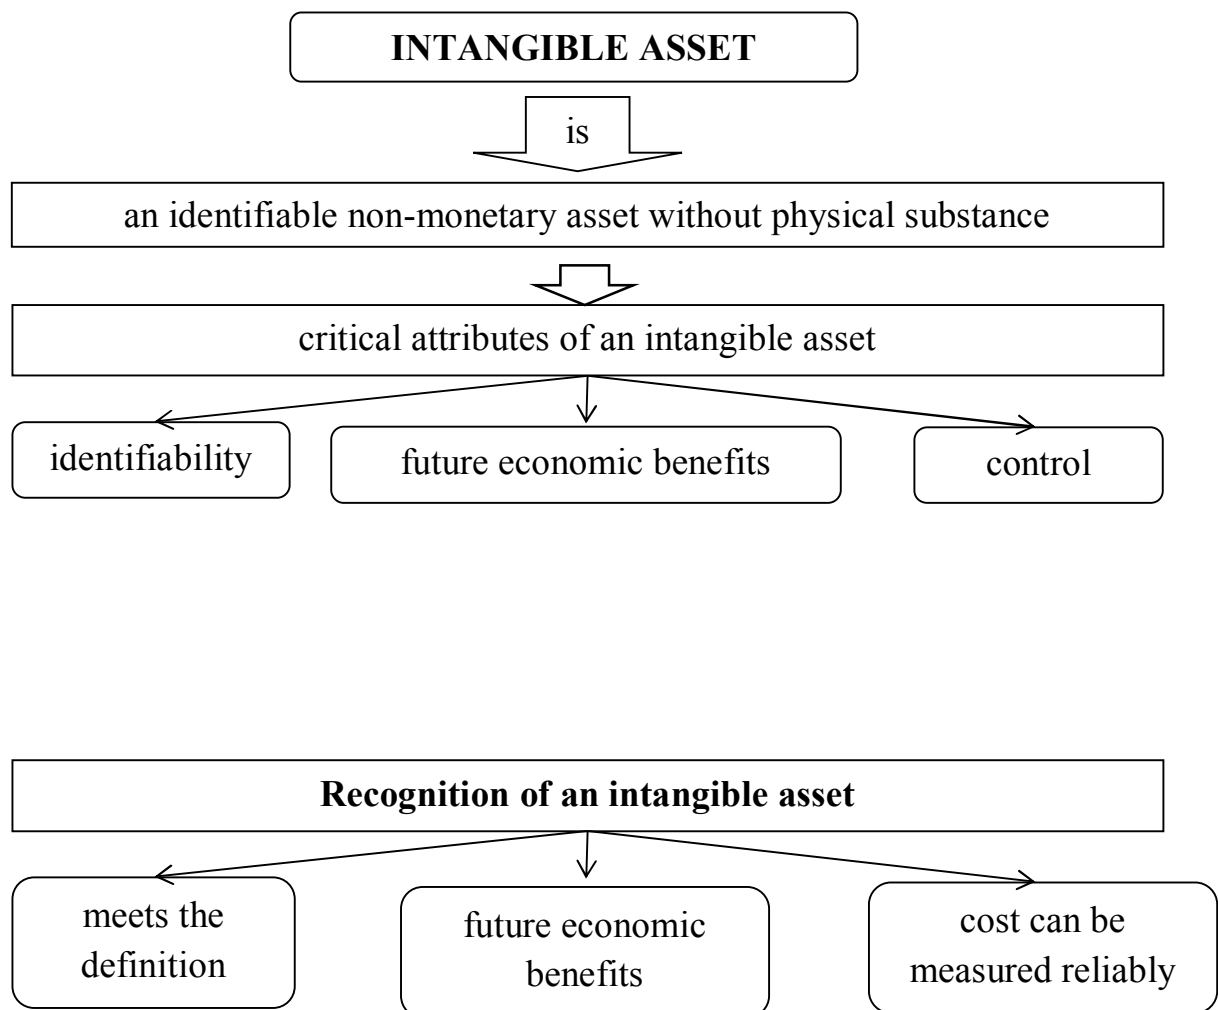 INTANGIBLE ASSET
is
an identifiable non-monetary asset without physical substance
critical attributes of an intangible asset
identifiability
future economic benefits
control
Recognition of an intangible asset
meets the
definition
future economic
benefits
cost can be
measured reliably